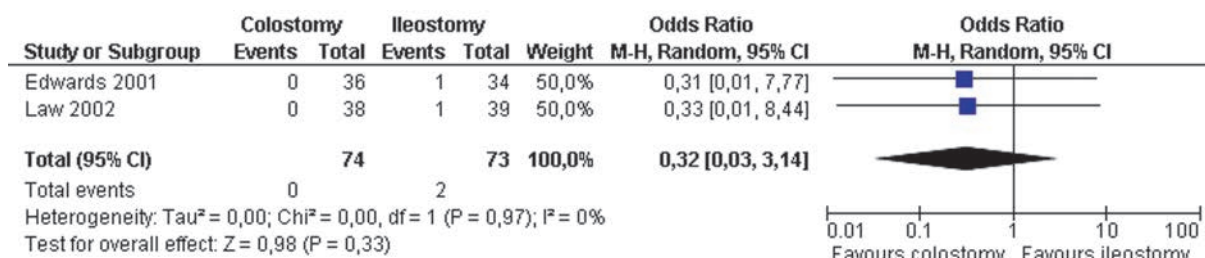 Colostomy Ileostomy Odds Ratio Odds Ratio
Study or Subgroup Events Total Events Total Weight M-H, Random, 95% CI M-H, Random, 95% CI
Edwards 2001 0 36 1 34 50,0% 0,31 [0,01, 7,77]
Law 2002 0 38 1 39 50,0% 0,33 [0,01, 8,44]
Total (95% CI) 74 73 100,0% 0,32 [0,03, 3,14]
Total events 0 2
Heterogeneity: Tau² = 0,00; Chi² = 0,00, df = 1 (P = 0,97); I² = 0%
Test for overall effect: Z = 0,98 (P = 0,33)
0.01 0.1 1 10 100
Favours colostomy Favours ileostomy